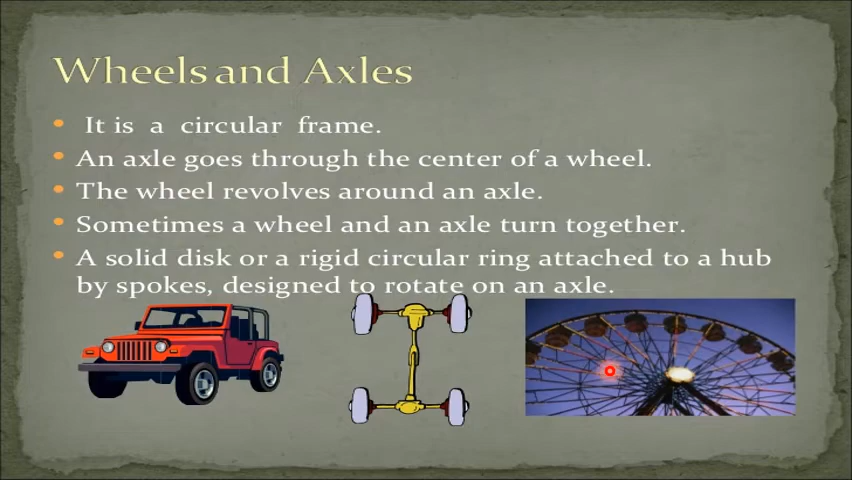 Wheels and Axles
It is a circular frame.
An axle goes through the center of a wheel.
The wheel revolves around an axle.
Sometimes a wheel and an axle turn together.
A solid disk or a rigid circular ring attached to a hub
by spokes, designed to rotate on an axle.